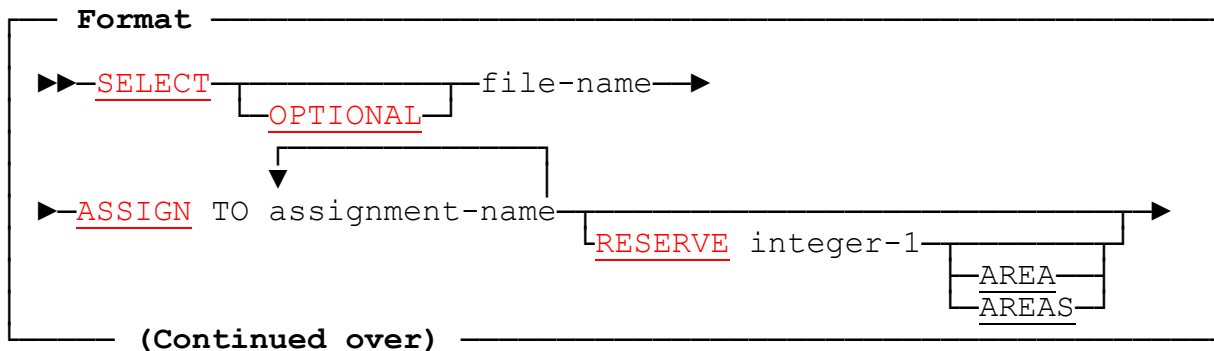 Format
SELECT file-name
OPTIONAL
ASSIGN TO assignment-name
RESERVE integer-1
AREA
AREAS
(Continued over)